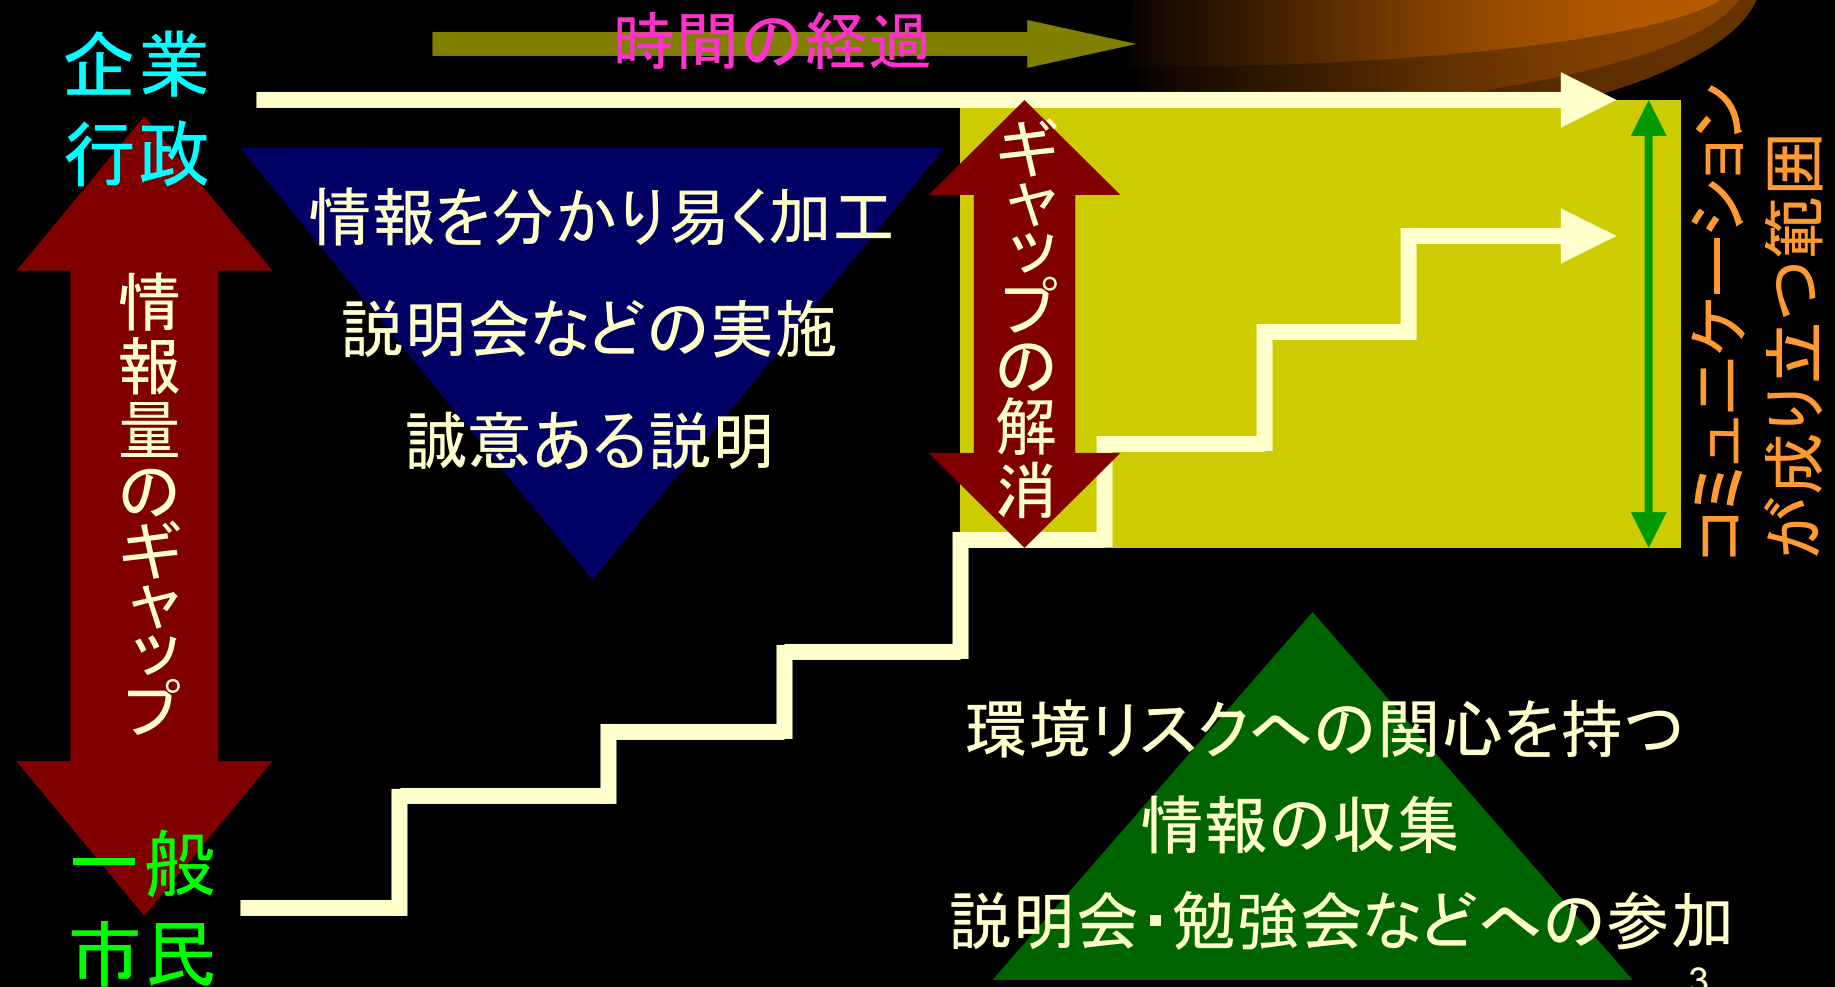 時間の経過
企業
行政
情報量のギャップ
一般
市民
情報を分かり易く加工
説明会などの実施
誠意ある説明
ギャップの解消
コミュニケーション
が成り立つ範囲
環境リスクへの関心を持つ
情報の収集
説明会・勉強会などへの参加
3